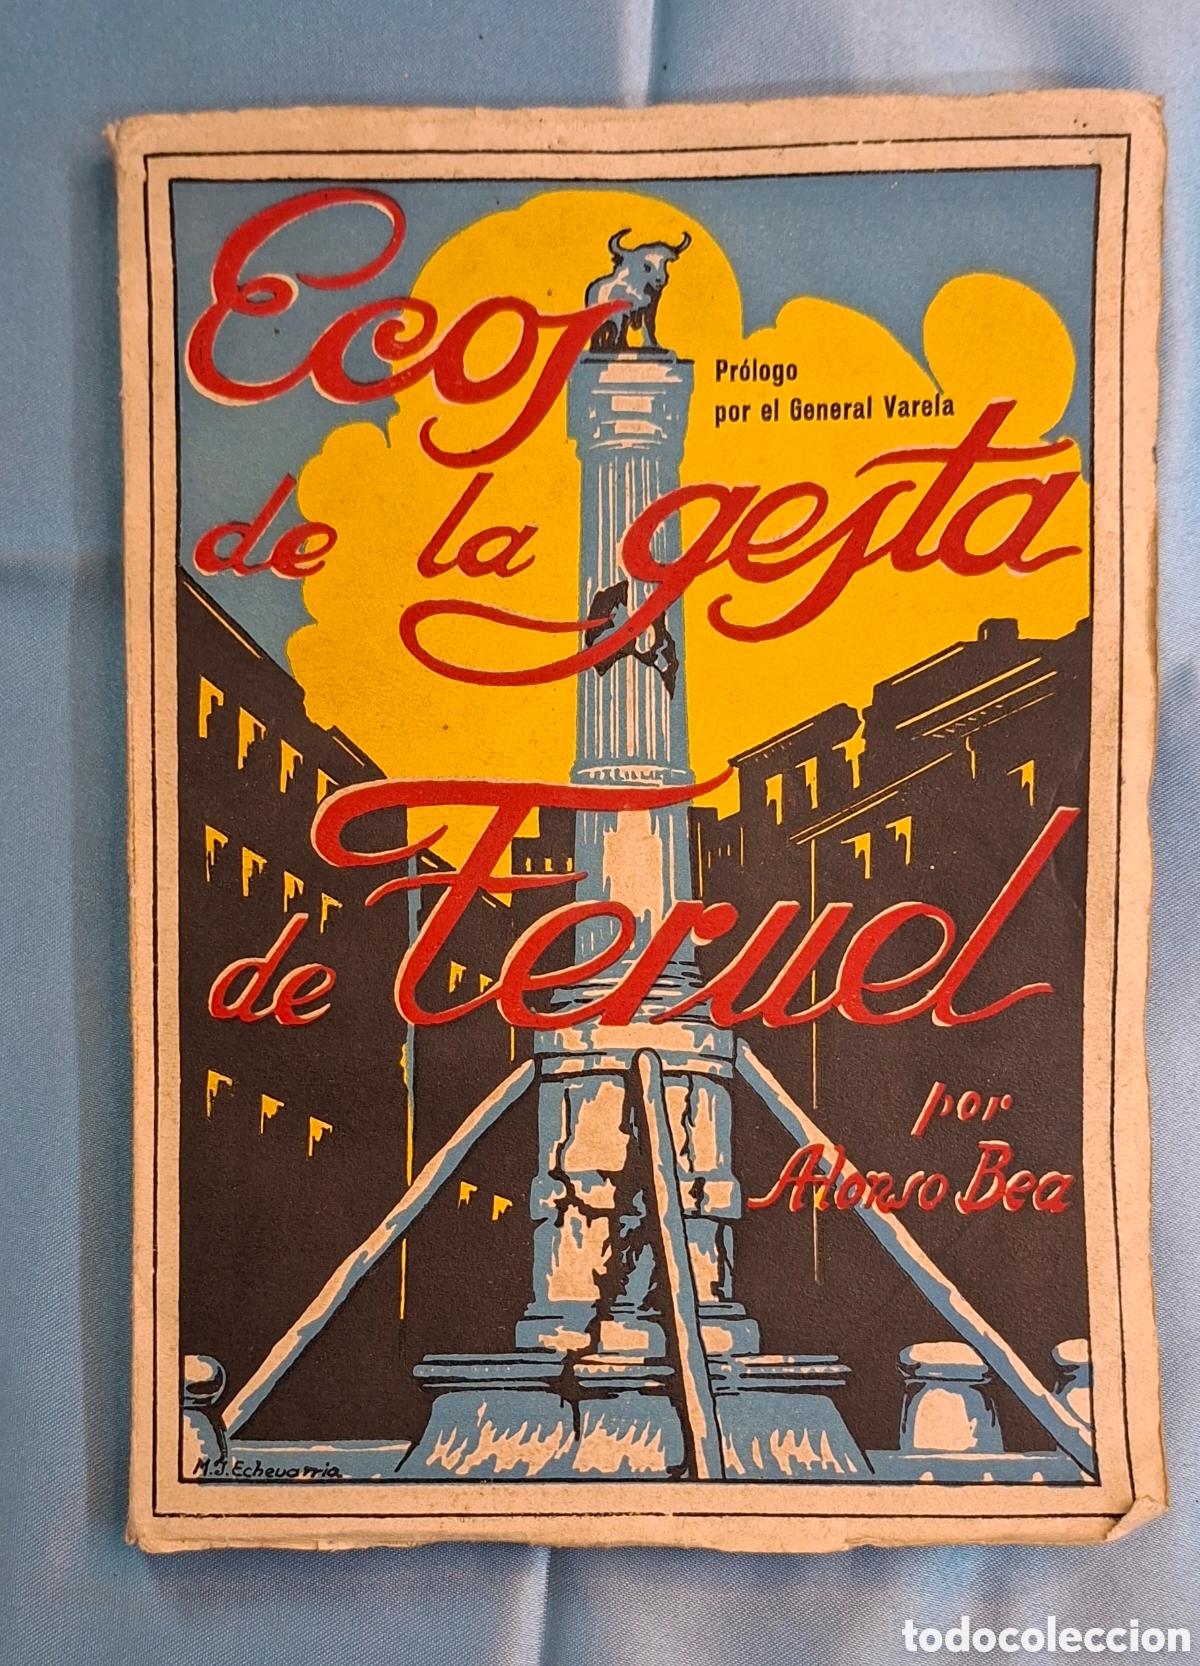 Ecos
Prólogo
por el General Varela
de la gesta
de Teruel
por
Alonso Bea
M.J. Echevarria
todocoleccion